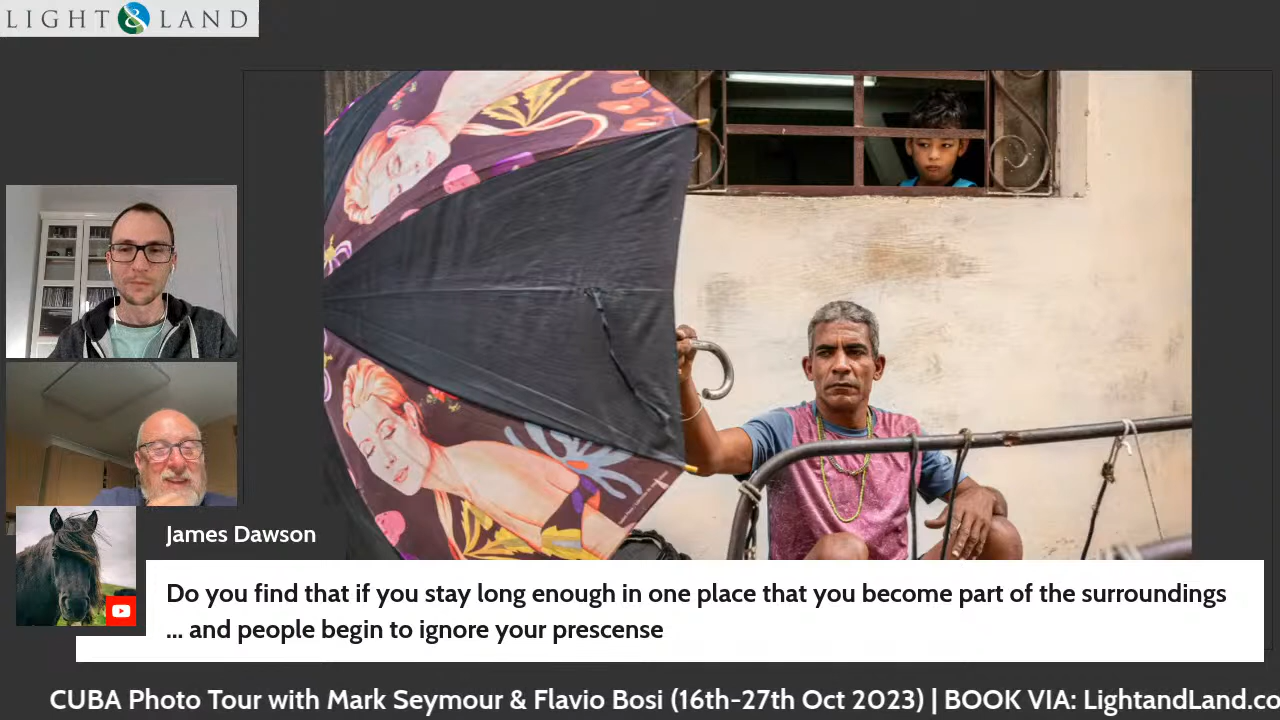 LIGHT & LAND
James Dawson
Do you find that if you stay long enough in one place that you become part of the surroundings
... and people begin to ignore your prescense
CUBA Photo Tour with Mark Seymour & Flavio Bosi (16th-27th Oct 2023) | BOOK VIA: LightandLand.co